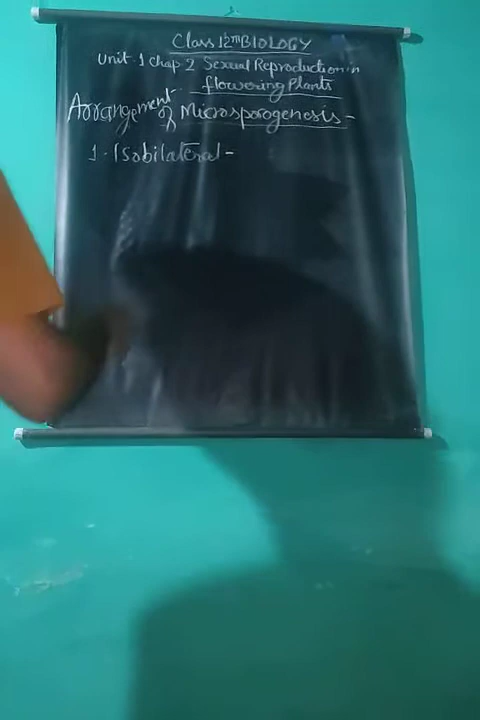 Class 12th BIOLOGY
Unit-1 chap 2 Sexual Reproduction in
flowering Plants
Arrangement of Microsporogenesis-
1. Isobilateral-